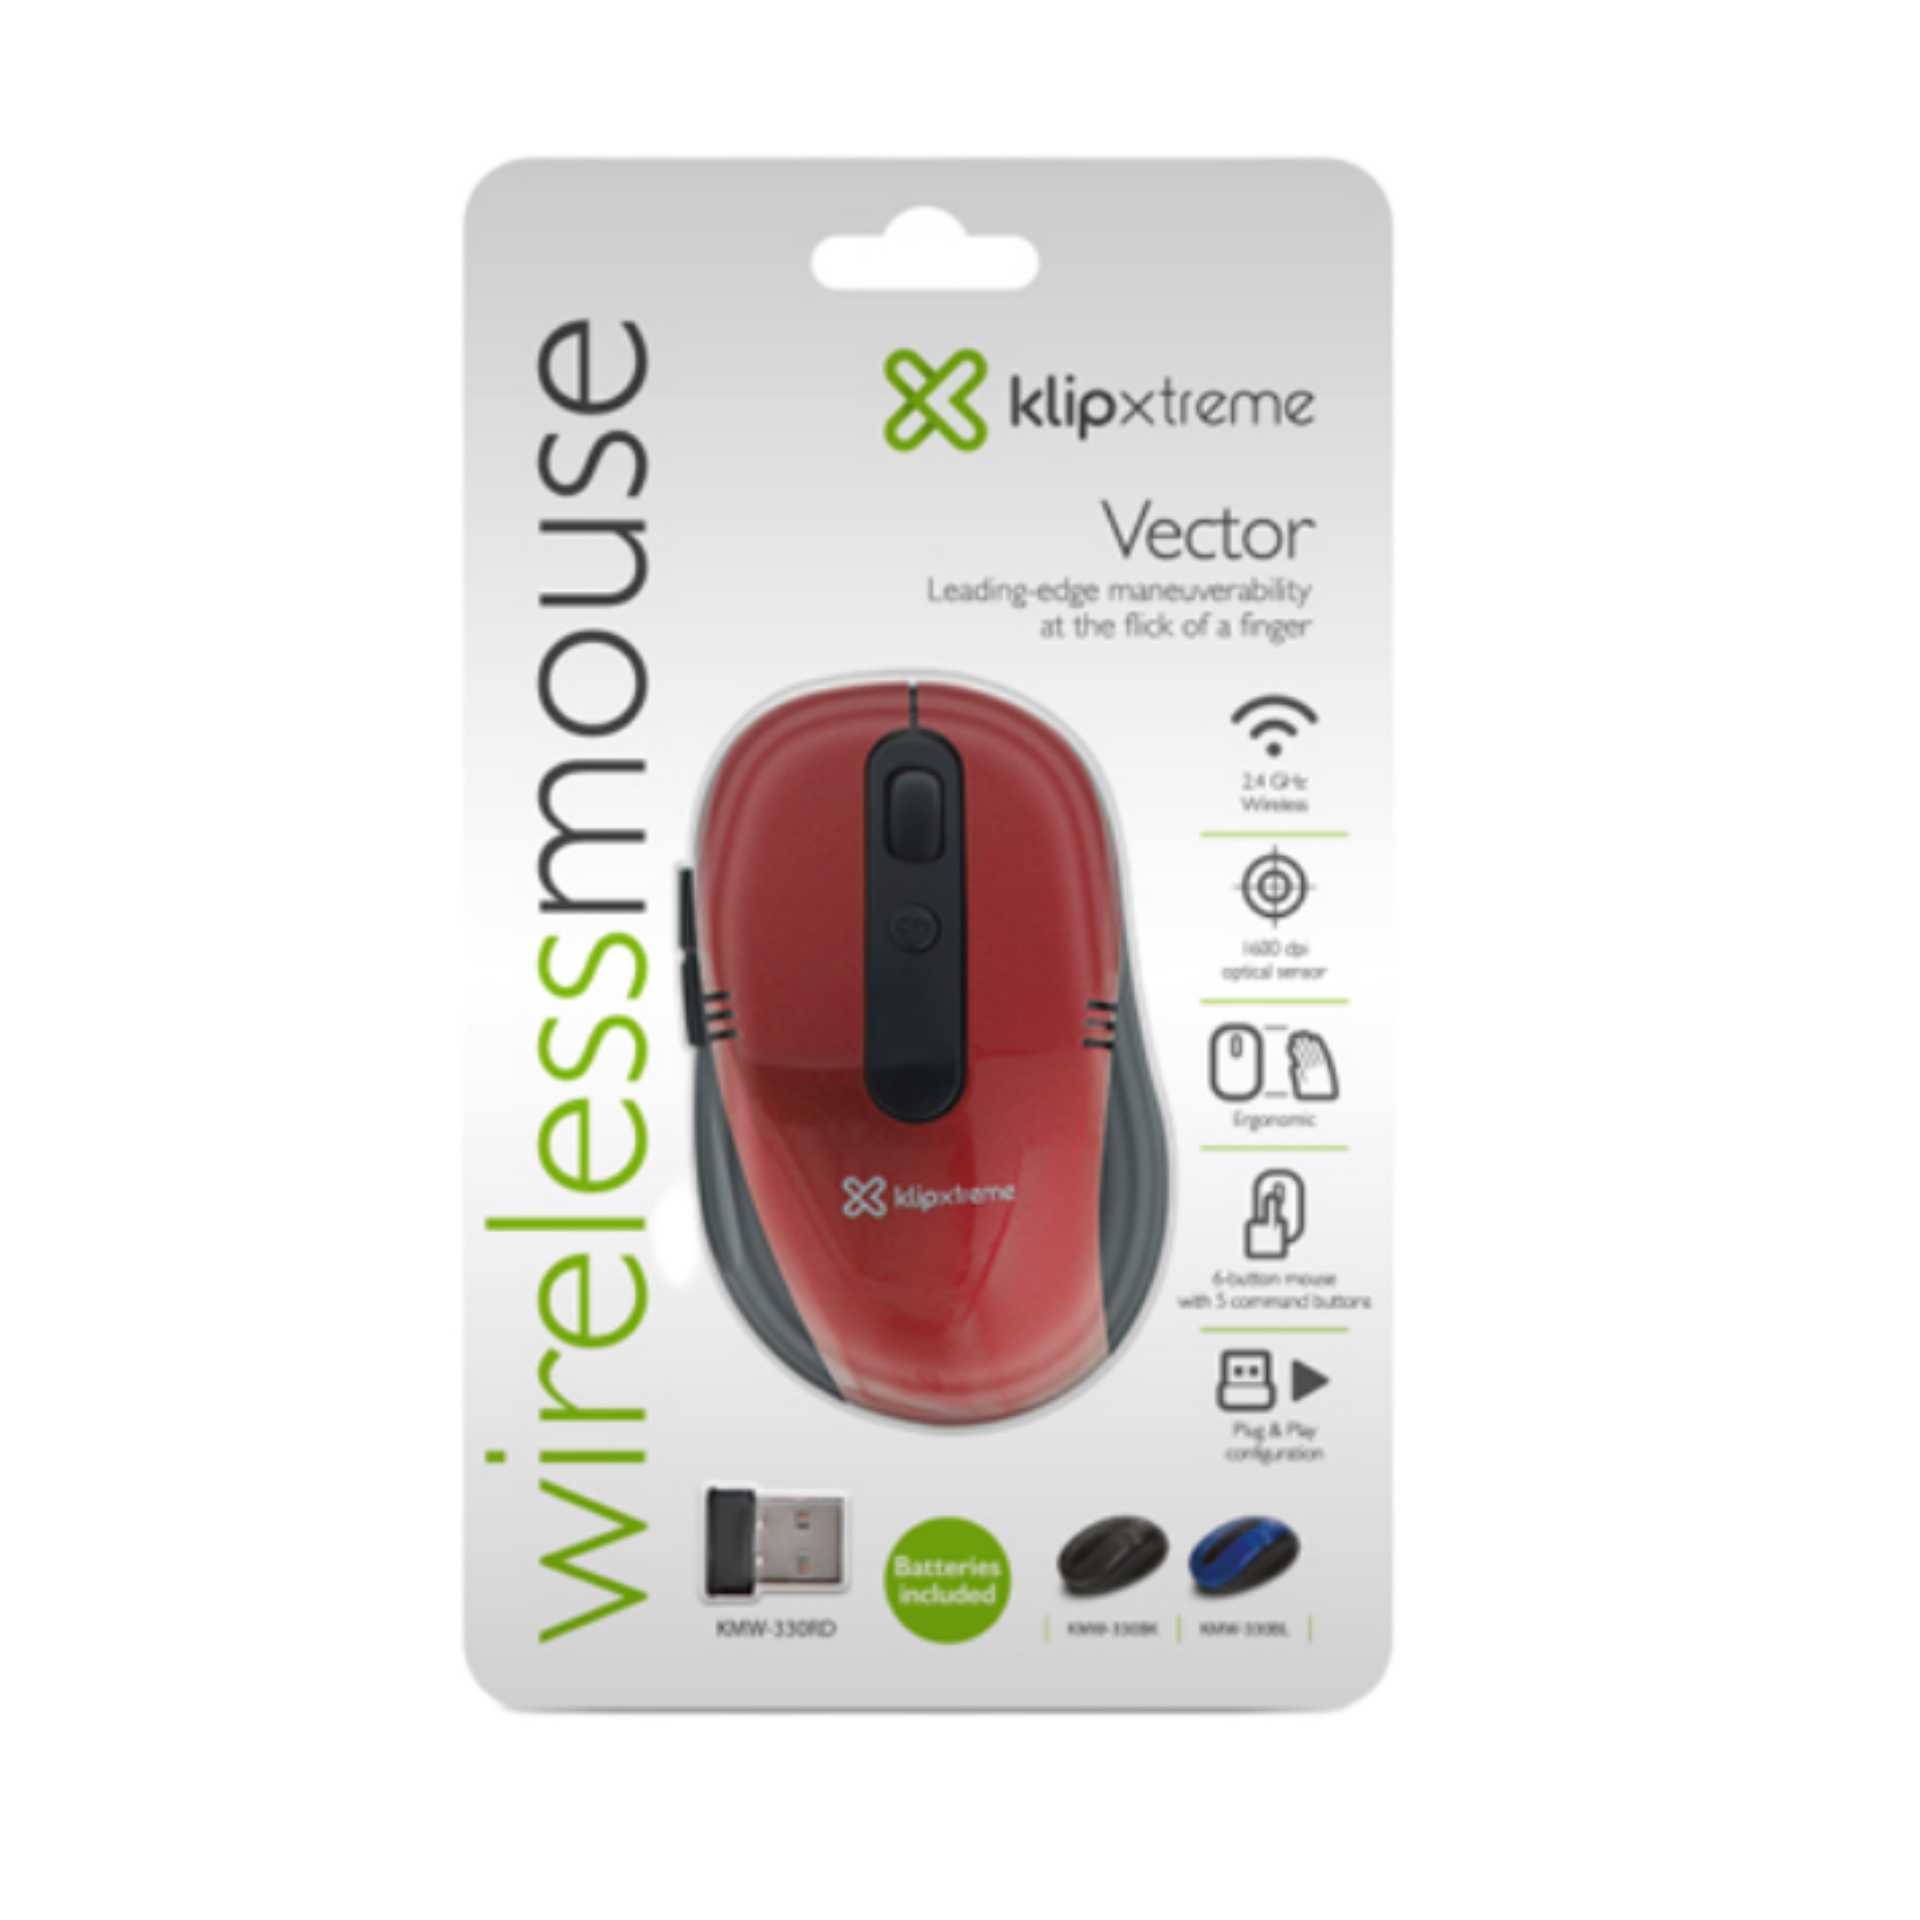 wirelessmouse
klipxtreme
Vector
Leading-edge maneuverability
at the flick of a finger
2.4 GHz
Wireless
1600 dpi
optical sensor
Ergonomic
klipxtreme
6-button mouse
with 5 command buttons
Plug & Play
configuration
Batteries
included
KMW-330RD
KMW-330BK
KMW-330BL